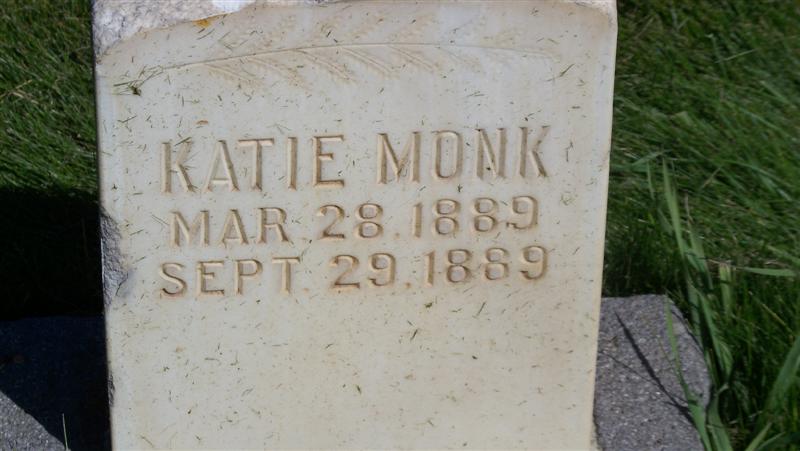 KATIE MONK
MAR. 28. 1889
SEPT. 29. 1889